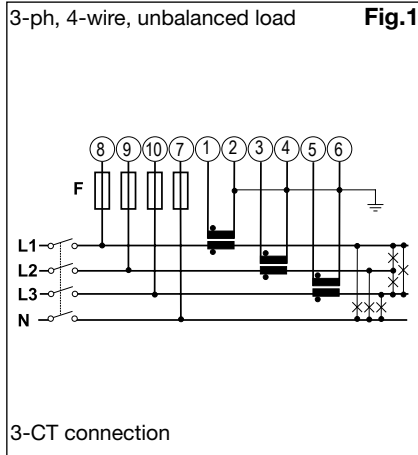 3-ph, 4-wire, unbalanced load Fig.1
8 9 10 7 1 2 3 4 5 6
F
L1
L2
L3
N
3-CT connection